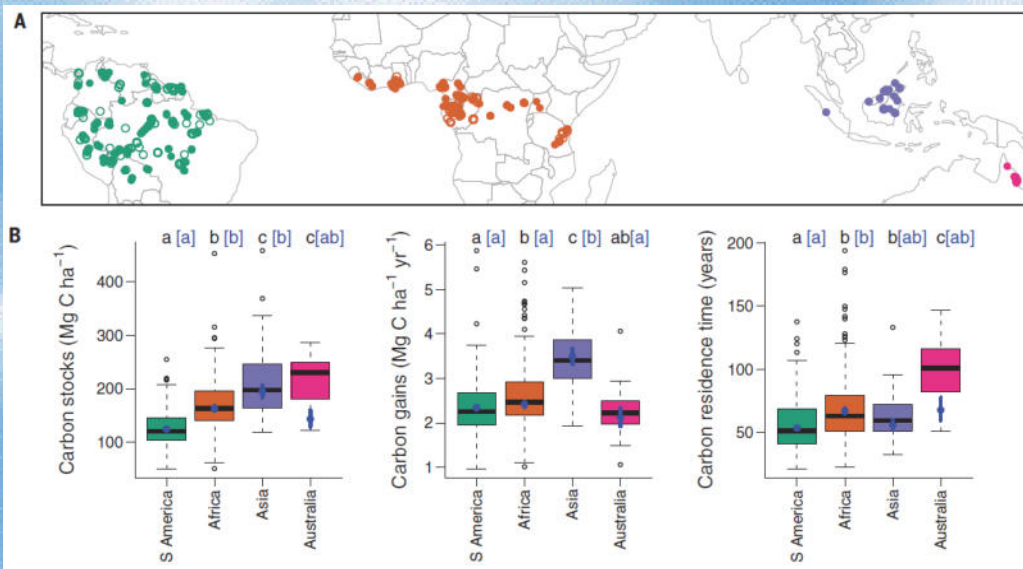 A
B
a [a] b [b] c [b] c[ab]
Carbon stocks (Mg C ha⁻¹)
400
300
200
100
S America
Africa
Asia
Australia
a [a] b [a] c [b] ab[a]
Carbon gains (Mg C ha⁻¹ yr⁻¹)
6
5
4
3
2
1
S America
Africa
Asia
Australia
a [a] b [b] b[ab] c[ab]
Carbon residence time (years)
200
150
100
50
S America
Africa
Asia
Australia